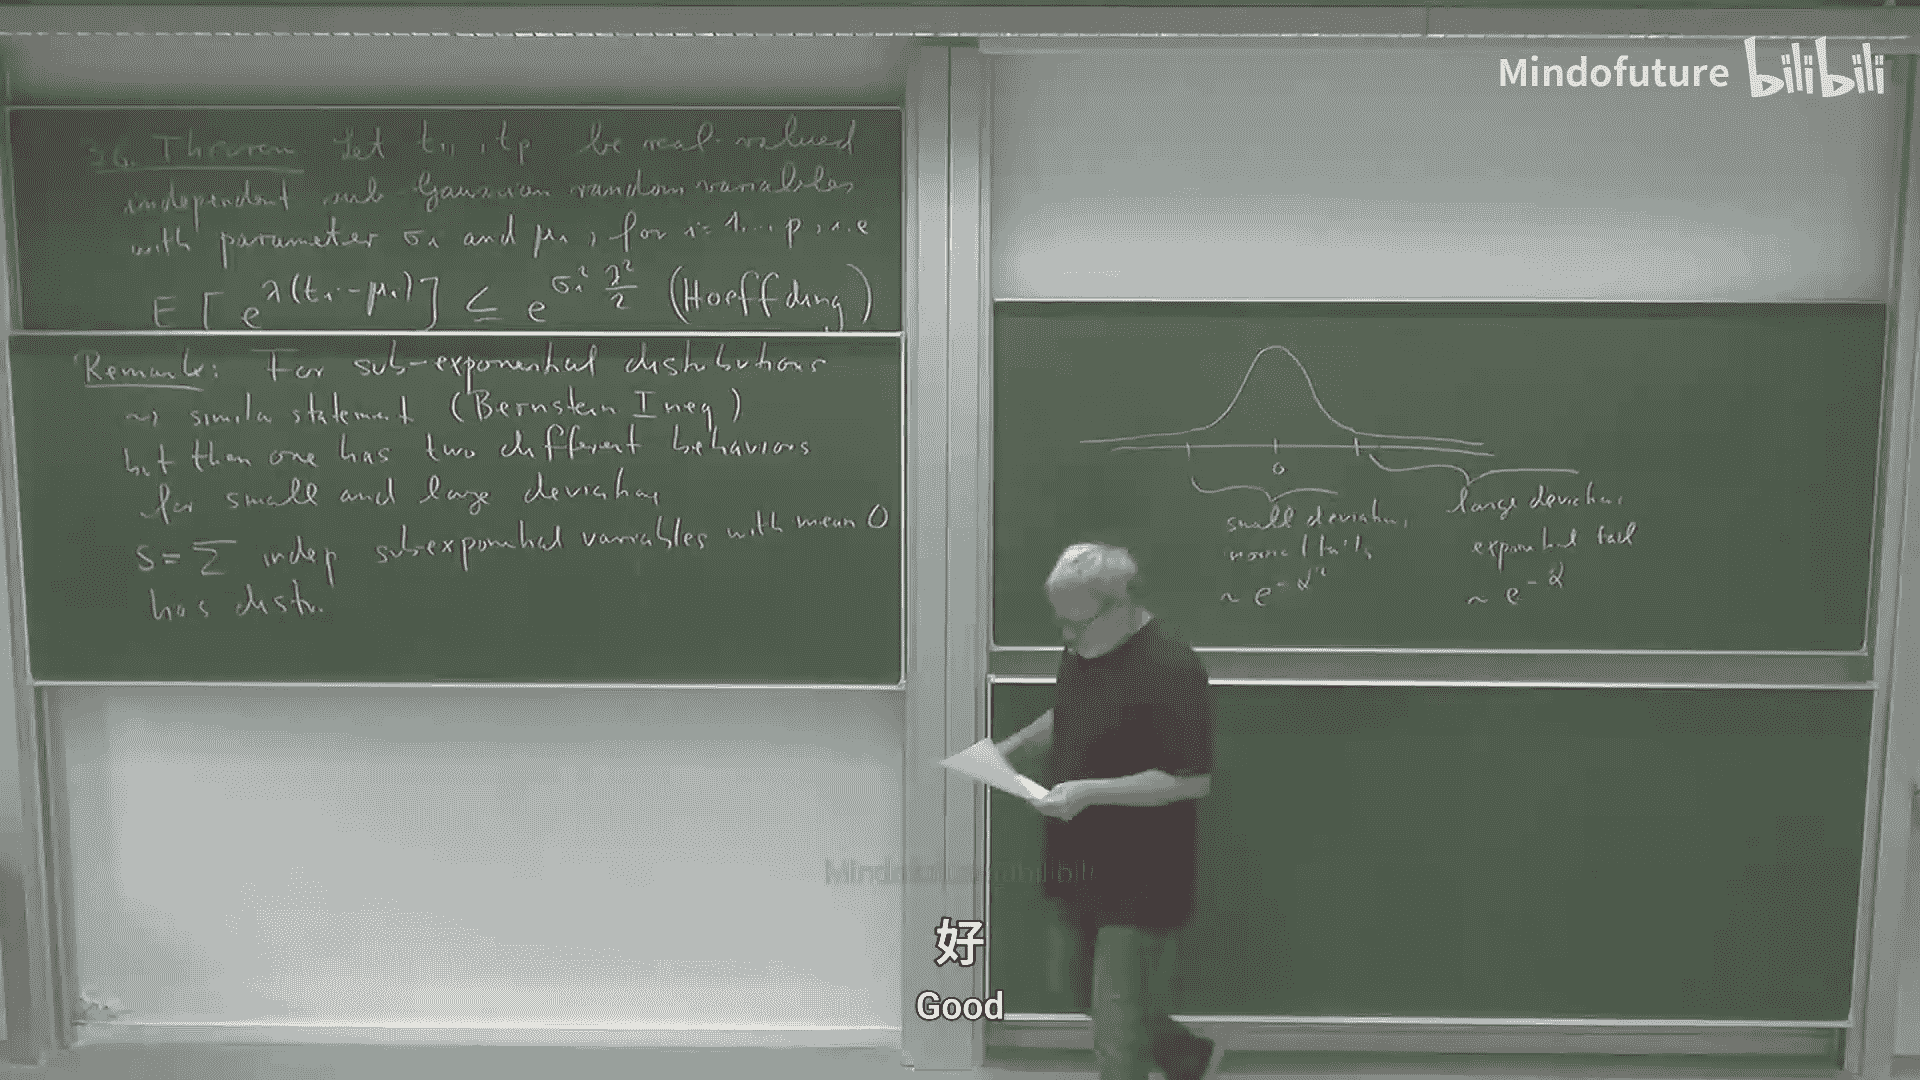 Mindofuture bilibili
Theorem Let t₁, , tₚ be real-valued
independent sub-Gaussian random variables
with parameter σᵢ and μᵢ, for i=1...p, i.e
E [ e^{λ(tᵢ-μᵢ)} ] ≤ e^{σᵢ² λ²/2} (Hoeffding)
Remark: For sub-exponential distributions
~) similar statement (Bernstein Ineq)
but then one has two different behaviors
for small and large deviation
S = Σ indep subexponential variables with mean 0
has distr.
0
small deviation,
normal tails
~ e^{-α²}
large deviation,
exponential tail
~ e^{-α}
好
Good